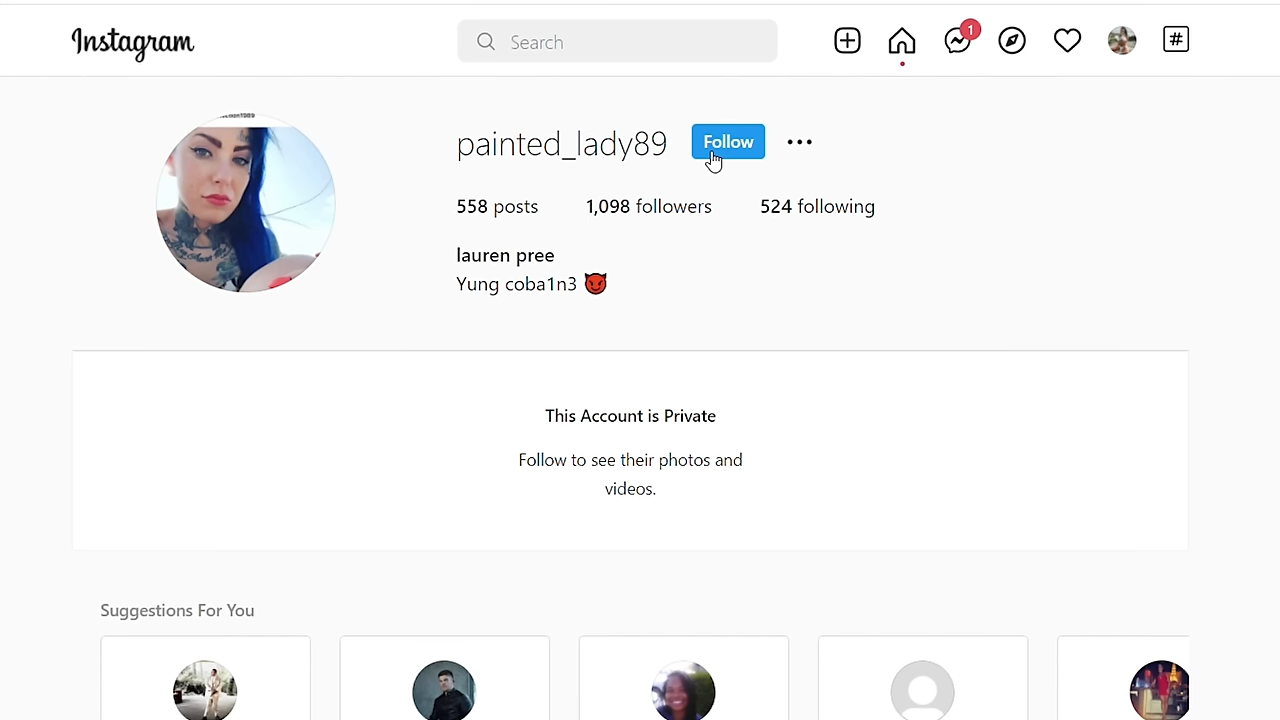 Instagram
Search
1
#
painted_lady89
Follow
558 posts 1,098 followers 524 following
lauren pree
Yung coba1n3 😈
This Account is Private
Follow to see their photos and
videos.
Suggestions For You